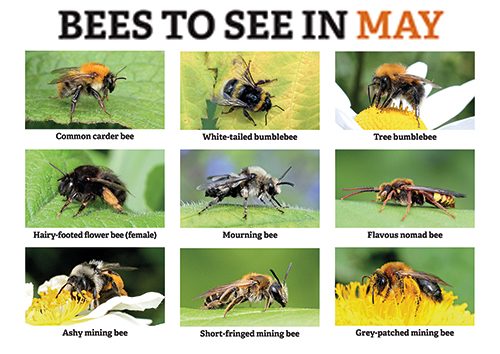 BEES TO SEE IN MAY
Common carder bee
White-tailed bumblebee
Tree bumblebee
Hairy-footed flower bee (female)
Mourning bee
Flavous nomad bee
Ashy mining bee
Short-fringed mining bee
Grey-patched mining bee